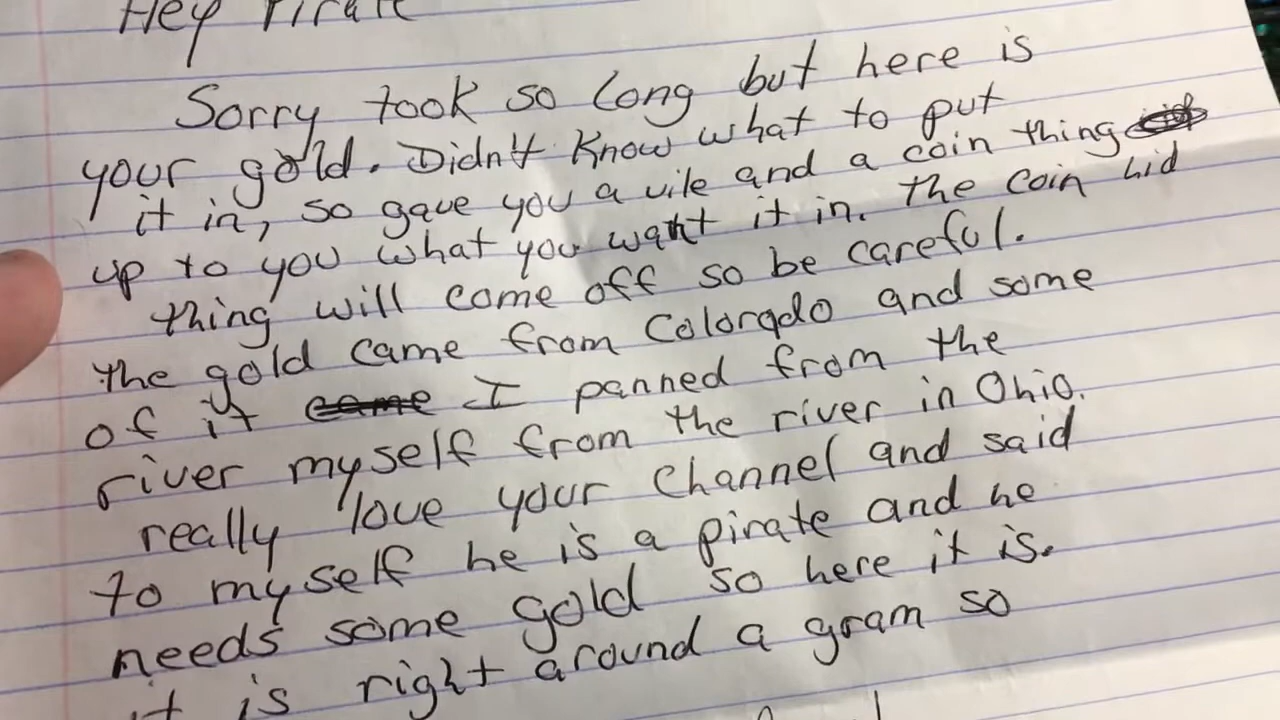 Hey Pirate
Sorry took so long but here is
your gold. Didn't Know what to put
it in, so gave you a vile and a coin thing
up to you what you want it in. The coin hid
thing will come off so be careful.
The gold came from Colorado and some
of it came I panned from the
river myself from the river in Ohio.
really love your Channel and said
to myself he is a pirate and he
needs some gold so here it is.
it is right around a gram so